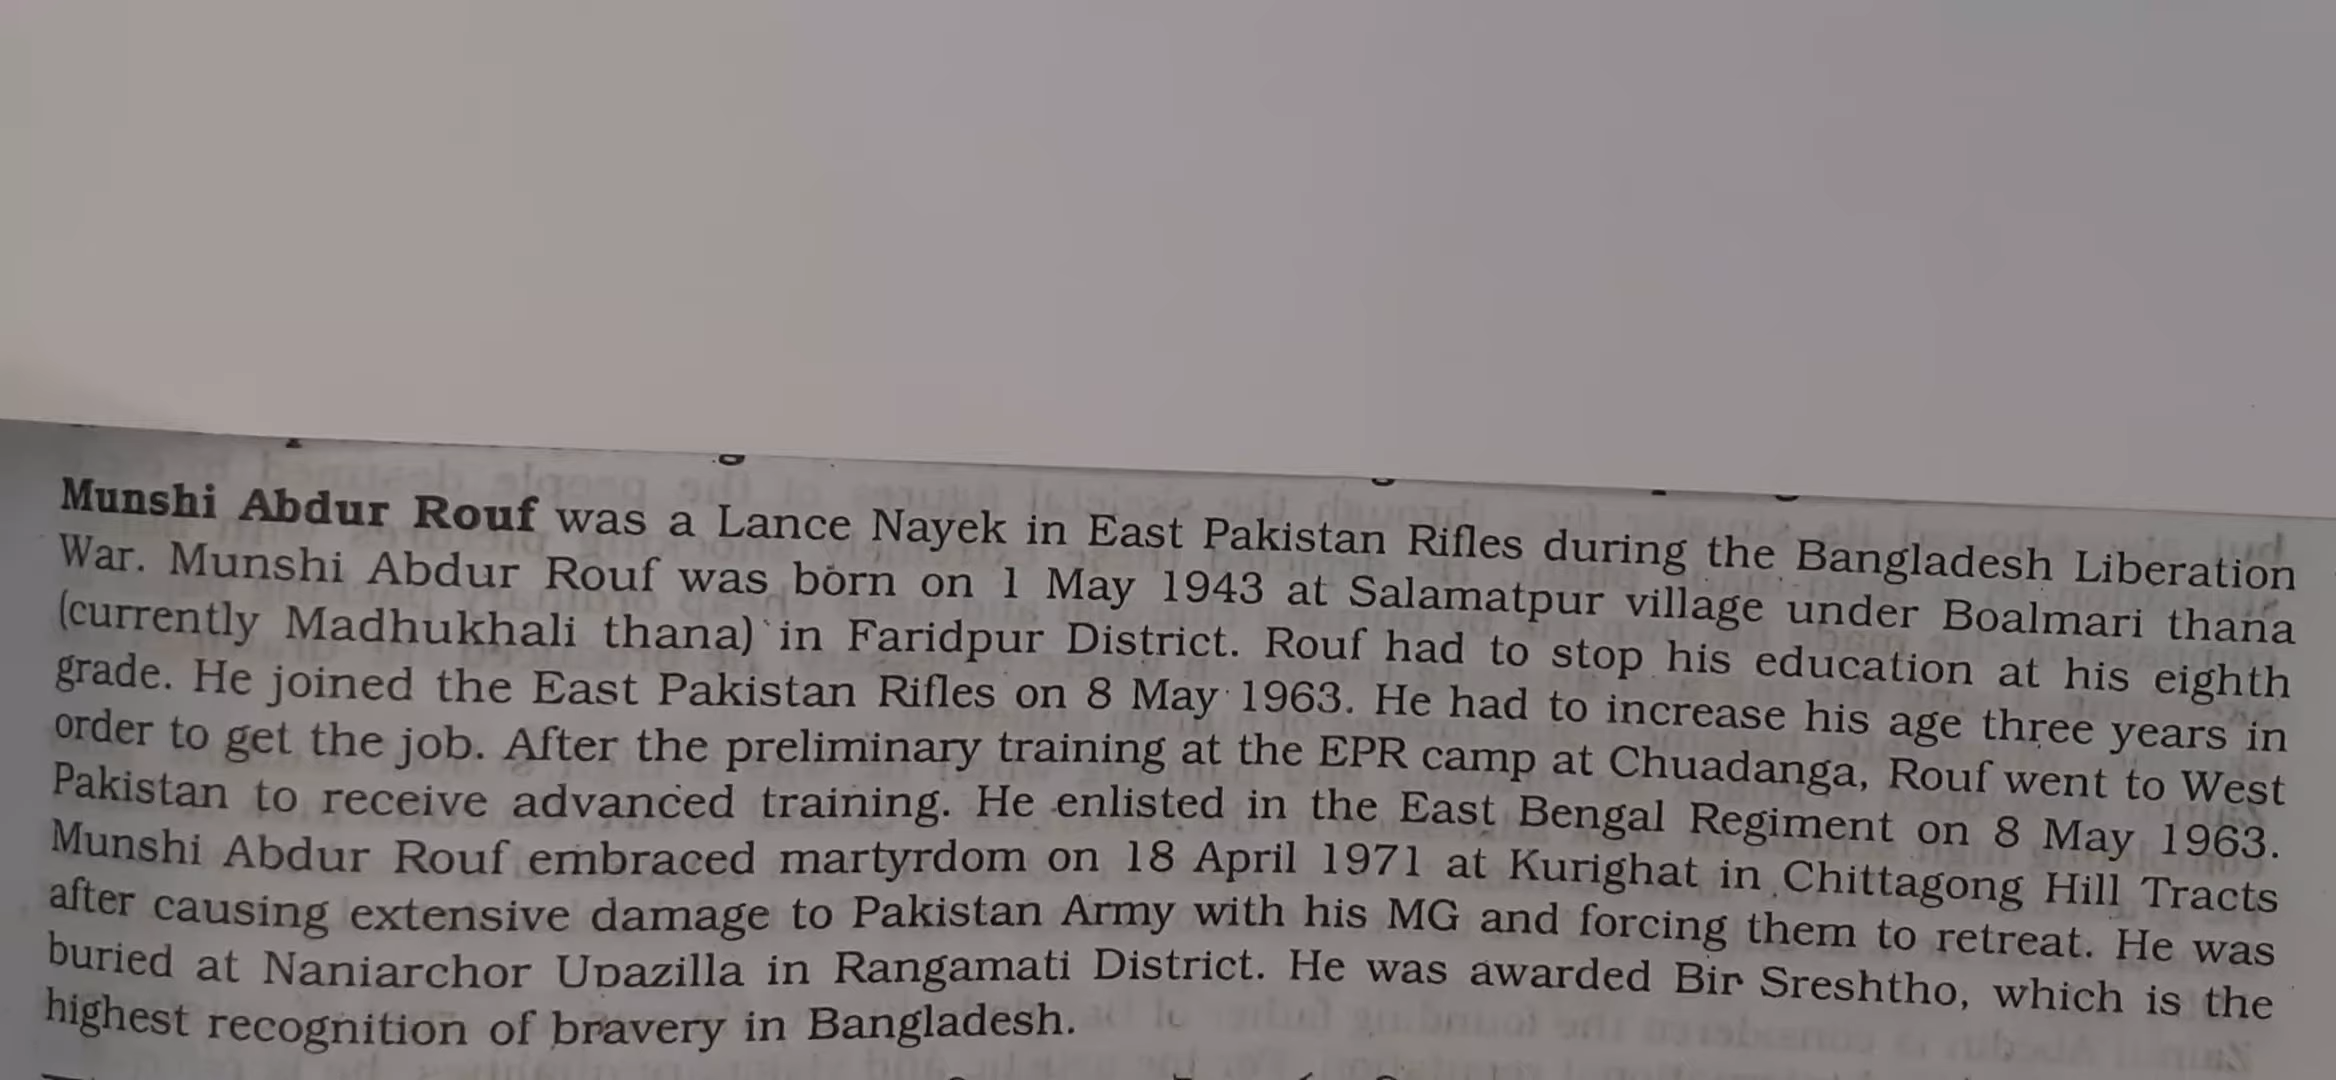 Munshi Abdur Rouf was a Lance Nayek in East Pakistan Rifles during the Bangladesh Liberation
War. Munshi Abdur Rouf was born on 1 May 1943 at Salamatpur village under Boalmari thana
(currently Madhukhali thana) in Faridpur District. Rouf had to stop his education at his eighth
grade. He joined the East Pakistan Rifles on 8 May 1963. He had to increase his age three years in
order to get the job. After the preliminary training at the EPR camp at Chuadanga, Rouf went to West
Pakistan to receive advanced training. He enlisted in the East Bengal Regiment on 8 May 1963.
Munshi Abdur Rouf embraced martyrdom on 18 April 1971 at Kurighat in Chittagong Hill Tracts
after causing extensive damage to Pakistan Army with his MG and forcing them to retreat. He was
buried at Naniarchor Upazilla in Rangamati District. He was awarded Bir Sreshtho, which is the
highest recognition of bravery in Bangladesh.